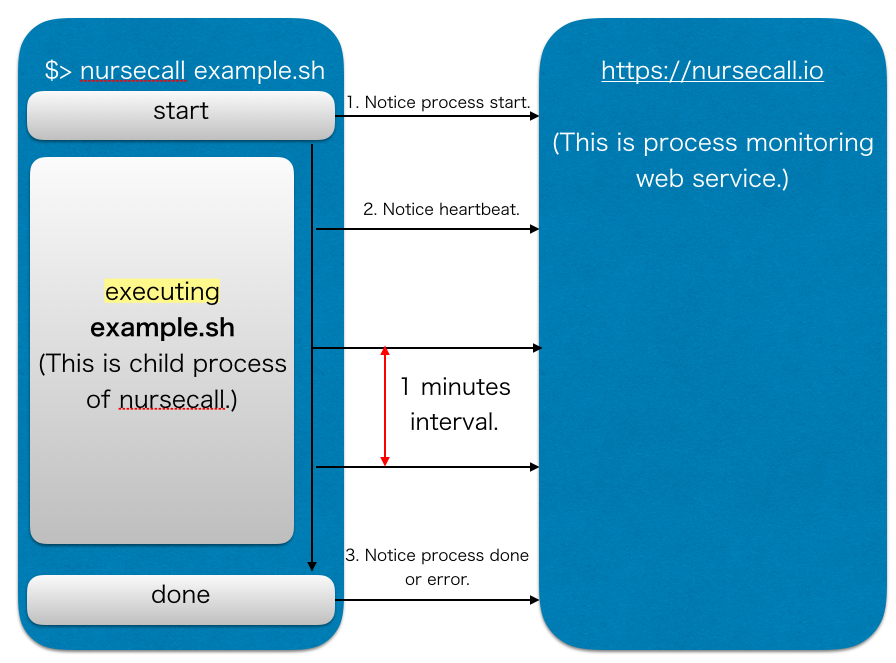 $> nursecall example.sh
start
executing
example.sh
(This is child process
of nursecall.)
done
1. Notice process start.
2. Notice heartbeat.
1 minutes
interval.
3. Notice process done
or error.
https://nursecall.io
(This is process monitoring
web service.)